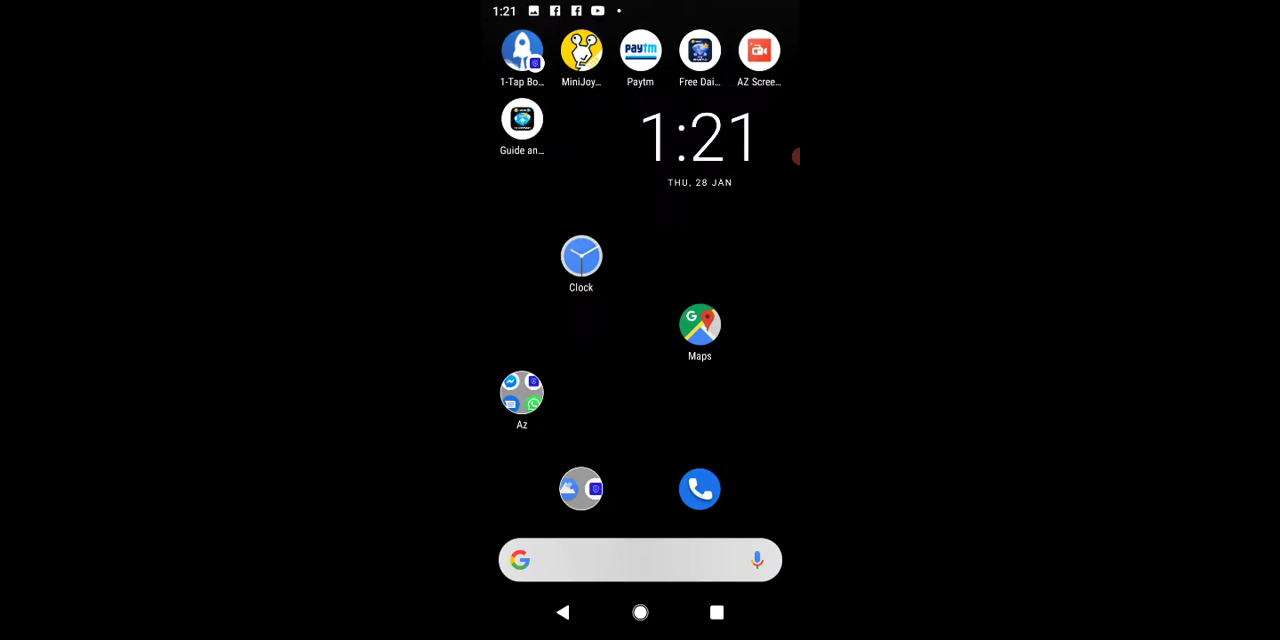 1:21
1-Tap Bo... MiniJoy... Paytm Free Dai... AZ Scree...
Guide an...
1:21
THU, 28 JAN
Clock
Maps
Az